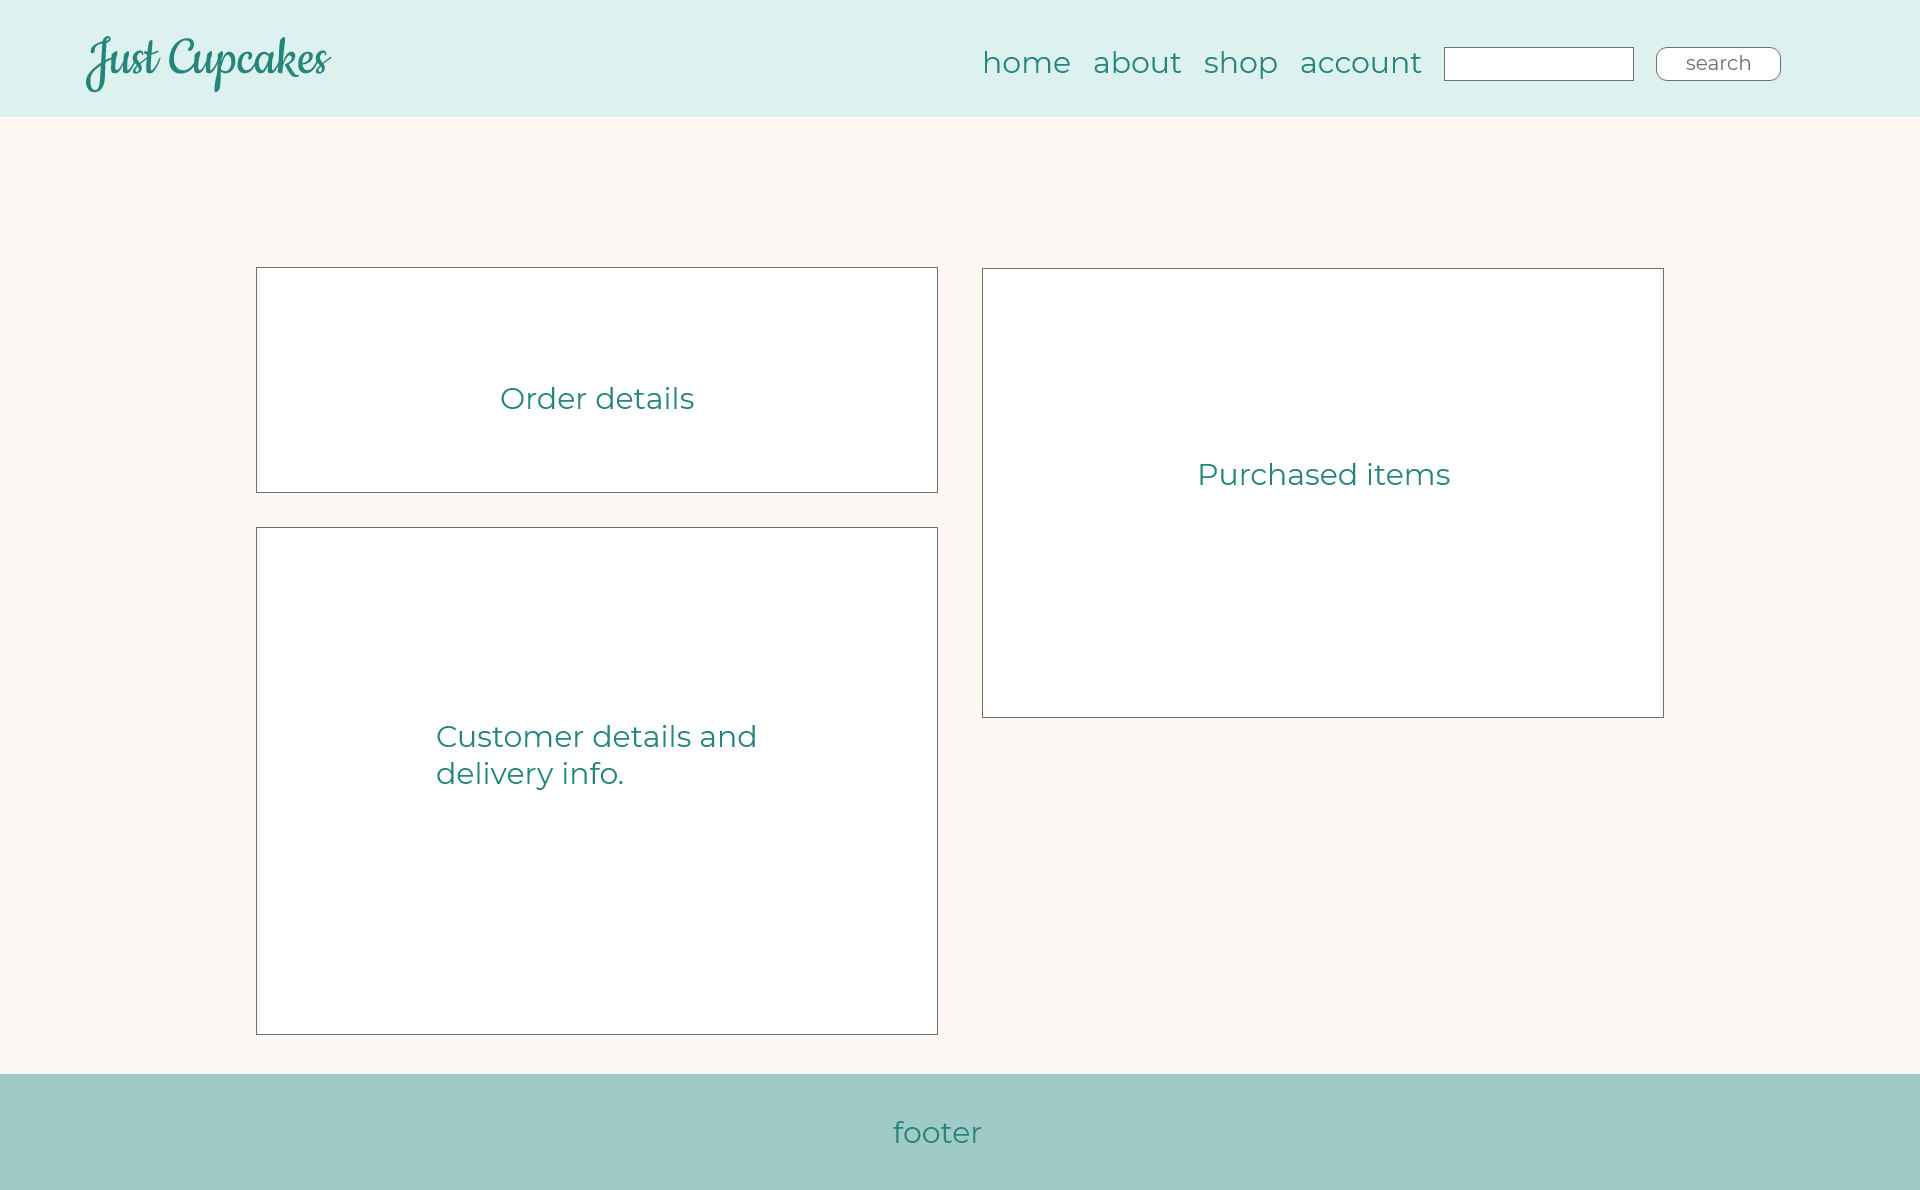 Just Cupcakes
home about shop account search
Order details
Purchased items
Customer details and
delivery info.
footer